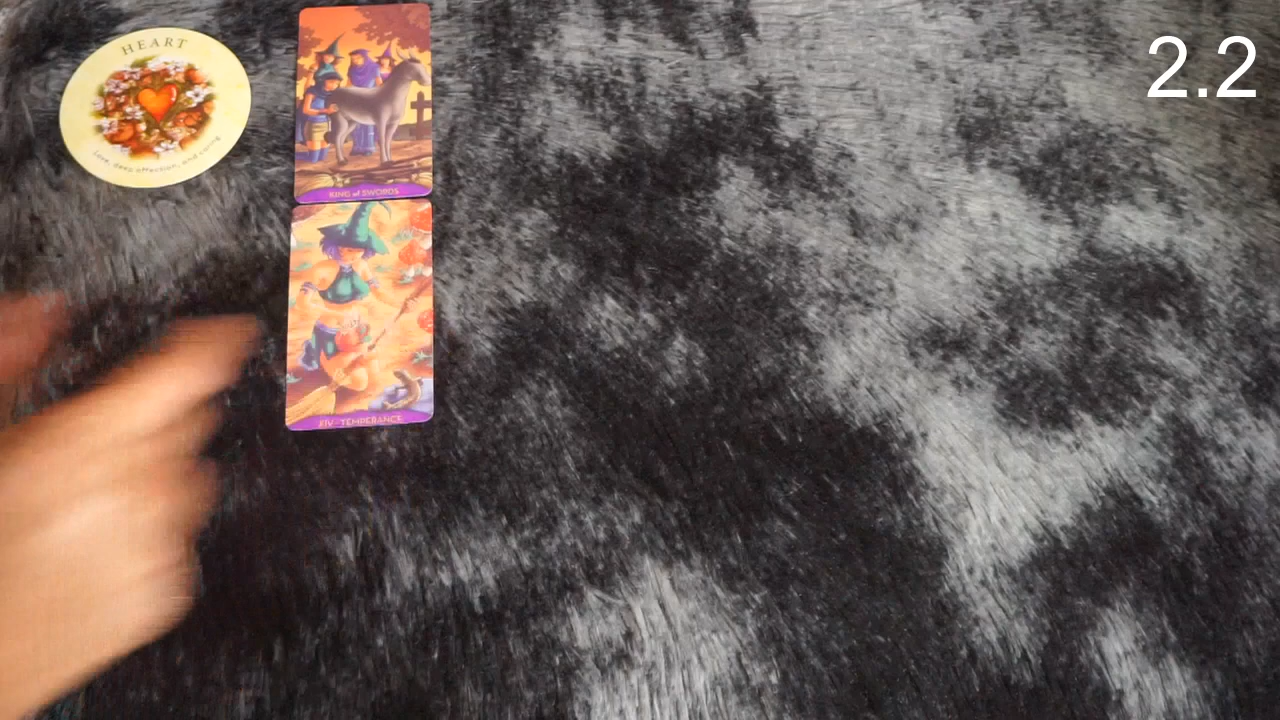 HEART
Love, deep affection, and caring
KING of SWORDS
XIV - TEMPERANCE
2.2